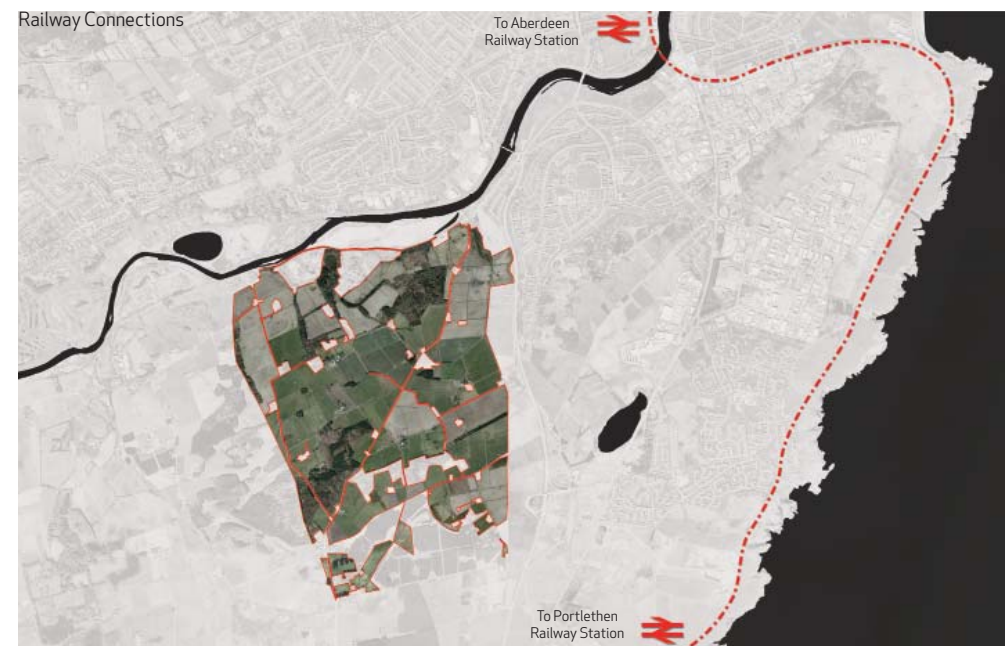 Railway Connections
To Aberdeen
Railway Station
To Portlethen
Railway Station